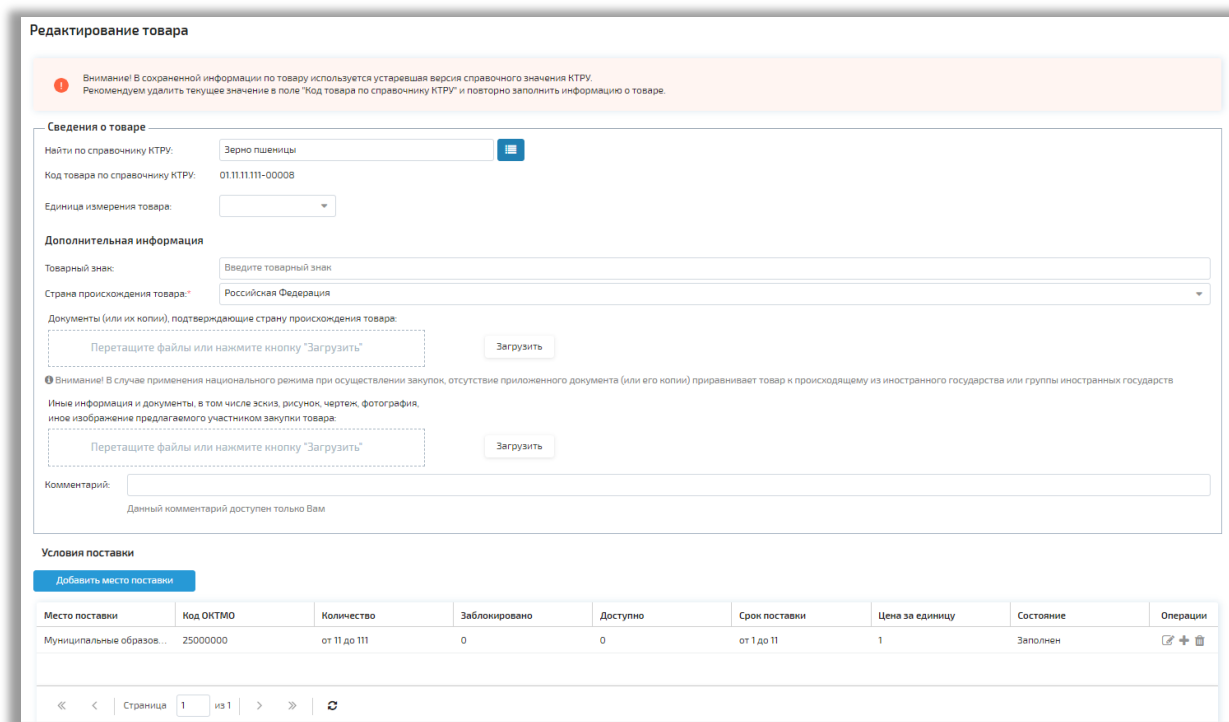 Редактирование товара
Внимание! В сохраненной информации по товару используется устаревшая версия справочного значения КТРУ.
Рекомендуем удалить текущее значение в поле "Код товара по справочнику КТРУ" и повторно заполнить информацию о товаре.
Сведения о товаре
Найти по справочнику КТРУ: Зерно пшеницы
Код товара по справочнику КТРУ: 01.11.11.111-00008
Единица измерения товара:
Дополнительная информация
Товарный знак: Введите товарный знак
Страна происхождения товара:* Российская Федерация
Документы (или их копии), подтверждающие страну происхождения товара:
Перетащите файлы или нажмите кнопку "Загрузить" Загрузить
Внимание! В случае применения национального режима при осуществлении закупок, отсутствие приложенного документа (или его копии) приравнивает товар к происходящему из иностранного государства или группы иностранных государств
Иные информация и документы, в том числе эскиз, рисунок, чертеж, фотография,
иное изображение предлагаемого участником закупки товара:
Перетащите файлы или нажмите кнопку "Загрузить" Загрузить
Комментарий:
Данный комментарий доступен только Вам
Условия поставки
Добавить место поставки
Место поставки Код ОКТМО Количество Заблокировано Доступно Срок поставки Цена за единицу Состояние Операции
Муниципальные образов... 25000000 от 11 до 111 0 0 от 1 до 11 1 Заполнен
Страница 1 из 1